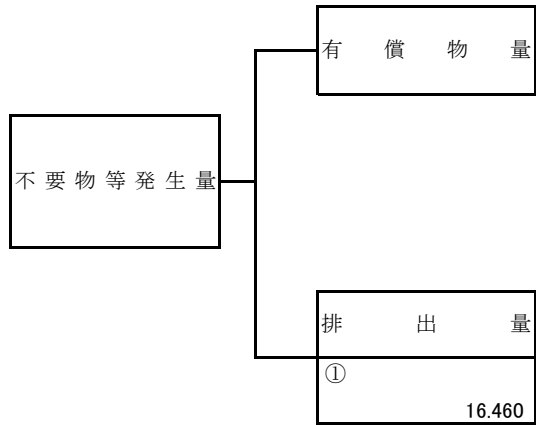 有償物量
不要物等発生量
排出量
①
16.460